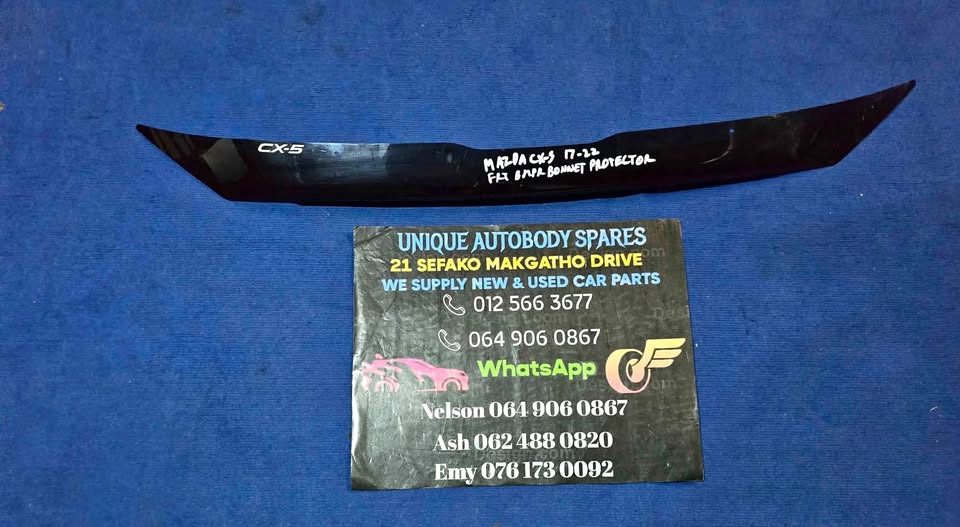 CX-5
MAZDA CX-5 17-22
FRT BMPR BONNET PROTECTOR
UNIQUE AUTOBODY SPARES
21 SEFAKO MAKGATHO DRIVE
WE SUPPLY NEW & USED CAR PARTS
012 566 3677
064 906 0867
WhatsApp
Nelson 064 906 0867
Ash 062 488 0820
Emy 076 173 0092